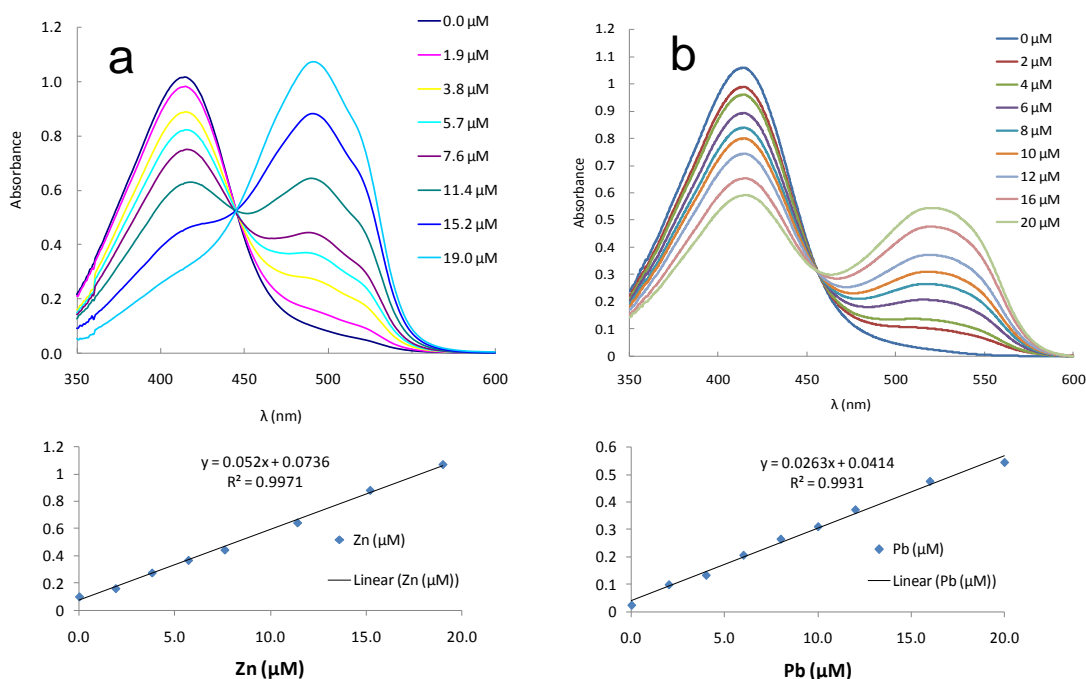 a
Absorbance
1.2
1.0
0.8
0.6
0.4
0.2
0.0
350
400
450
500
550
600
λ (nm)
0.0 µM
1.9 µM
3.8 µM
5.7 µM
7.6 µM
11.4 µM
15.2 µM
19.0 µM
b
Absorbance
1.2
1.1
1
0.9
0.8
0.7
0.6
0.5
0.4
0.3
0.2
0.1
0
350
400
450
500
550
600
λ (nm)
0 µM
2 µM
4 µM
6 µM
8 µM
10 µM
12 µM
16 µM
20 µM
1.2
1
0.8
0.6
0.4
0.2
0
y = 0.052x + 0.0736
R² = 0.9971
Zn (µM)
Linear (Zn (µM))
0.0
5.0
10.0
15.0
20.0
Zn (µM)
0.6
0.5
0.4
0.3
0.2
0.1
0
y = 0.0263x + 0.0414
R² = 0.9931
Pb (µM)
Linear (Pb (µM))
0.0
5.0
10.0
15.0
20.0
Pb (µM)